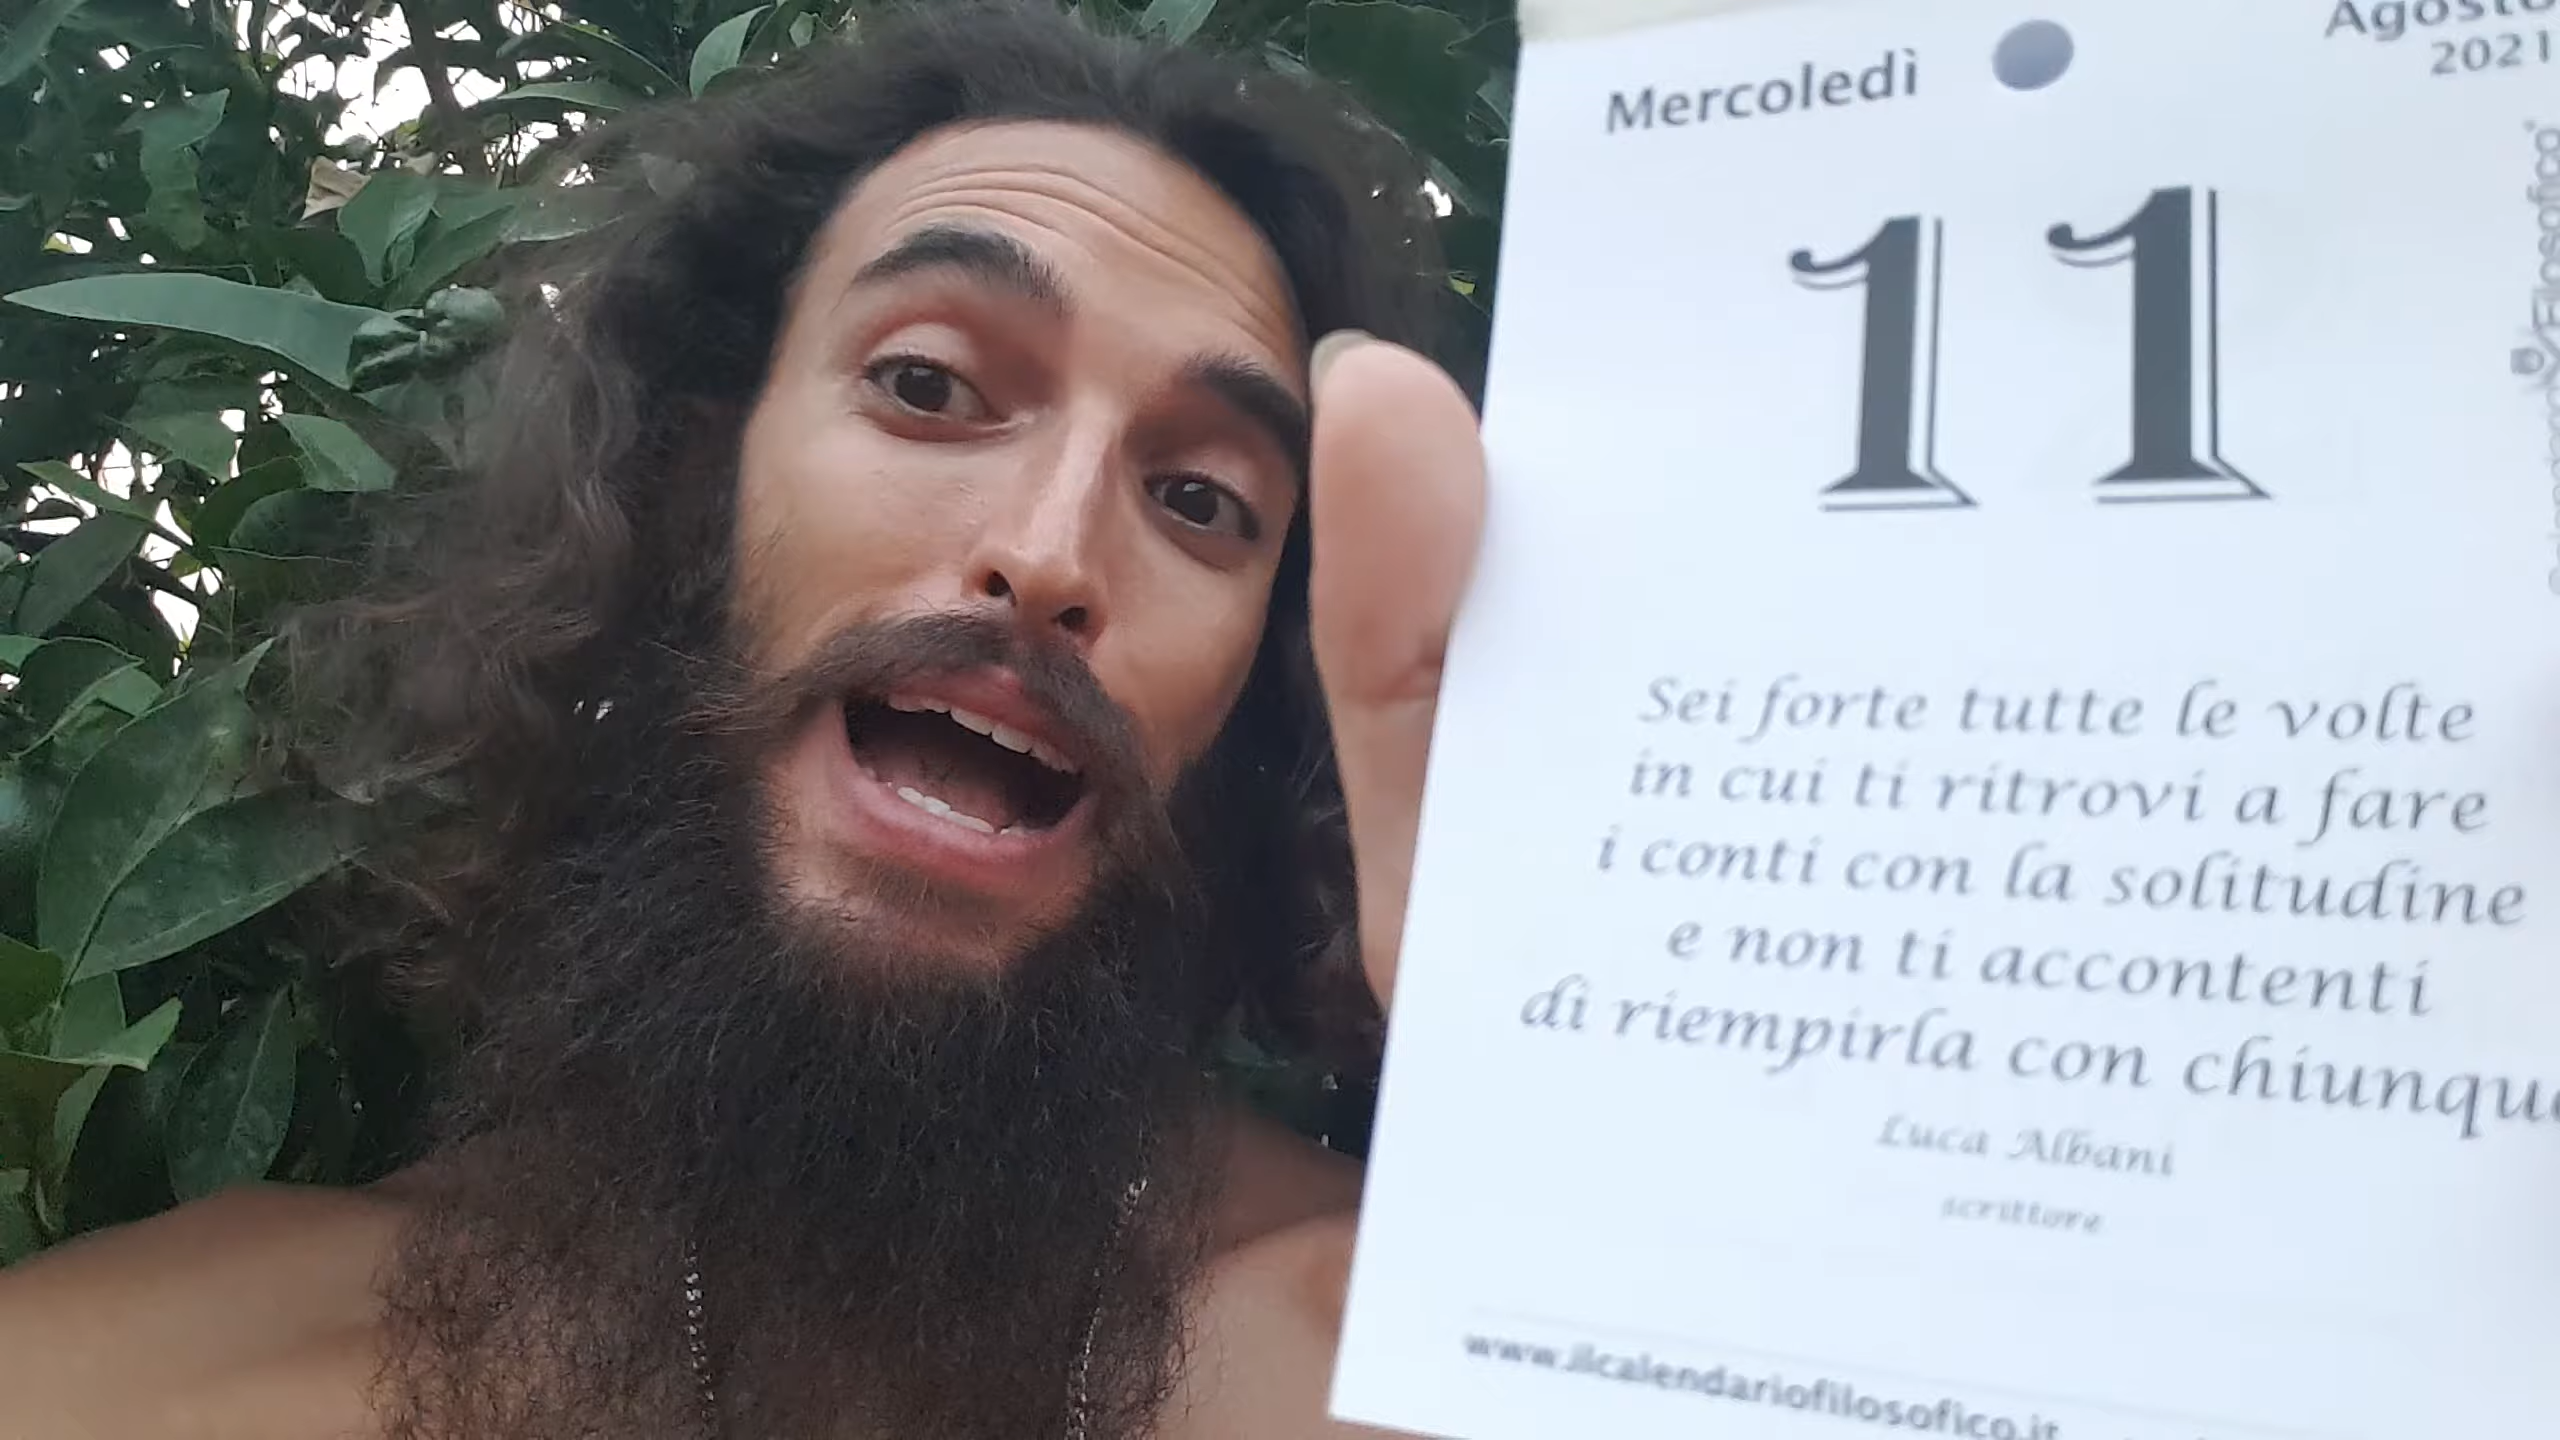 Mercoledì
Agosto
2021
11
Sei forte tutte le volte
in cui ti ritrovi a fare
i conti con la solitudine
e non ti accontenti
di riempirla con chiunque
Luca Albani
scrittore
www.ilcalendariofilosofico.it
Filosofico